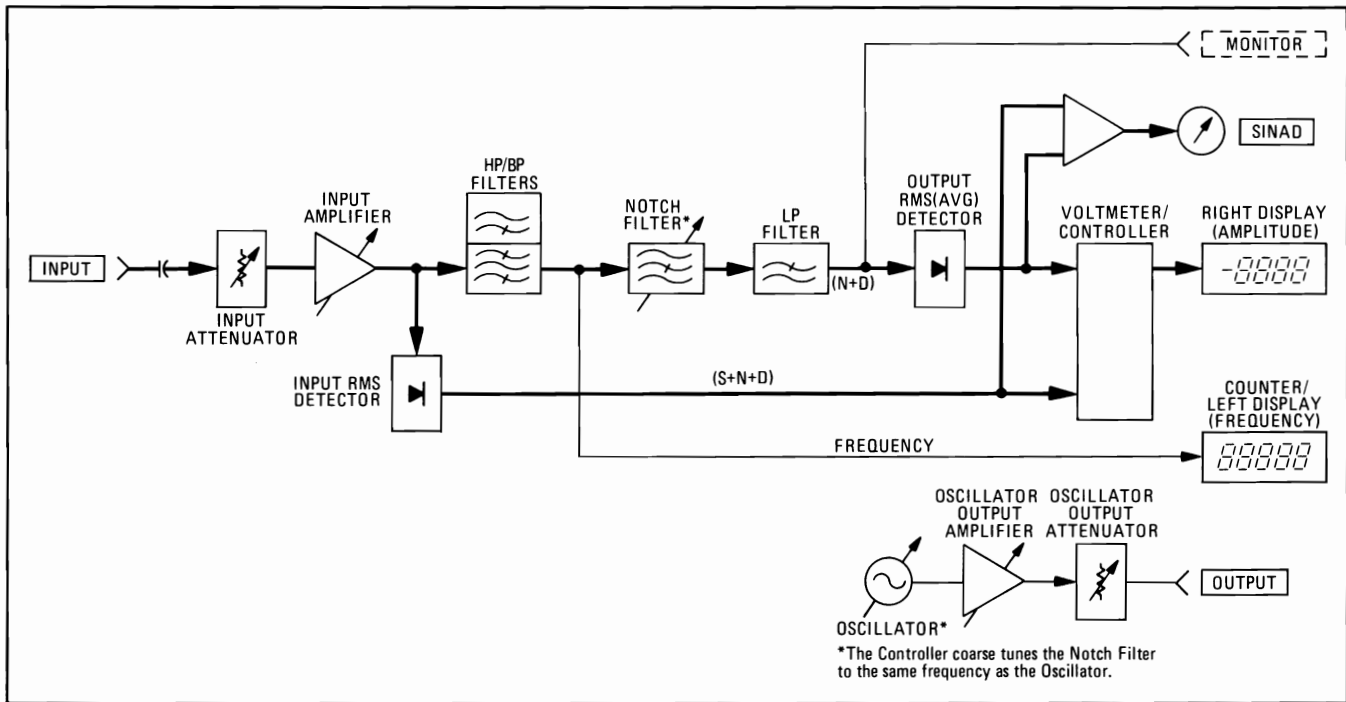 MONITOR
SINAD
HP/BP
FILTERS
INPUT
AMPLIFIER
NOTCH
FILTER*
LP
FILTER
OUTPUT
RMS(AVG)
DETECTOR
VOLTMETER/
CONTROLLER
RIGHT DISPLAY
(AMPLITUDE)
INPUT
-8888
(N+D)
INPUT
ATTENUATOR
INPUT RMS
DETECTOR
(S+N+D)
COUNTER/
LEFT DISPLAY
(FREQUENCY)
FREQUENCY
88888
OSCILLATOR
OUTPUT
AMPLIFIER
OSCILLATOR
OUTPUT
ATTENUATOR
OUTPUT
OSCILLATOR*
*The Controller coarse tunes the Notch Filter
to the same frequency as the Oscillator.